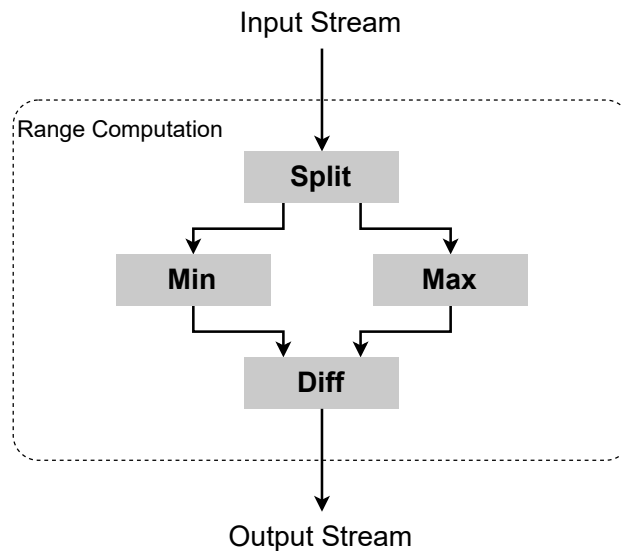 Input Stream
Range Computation
Split
Min
Max
Diff
Output Stream